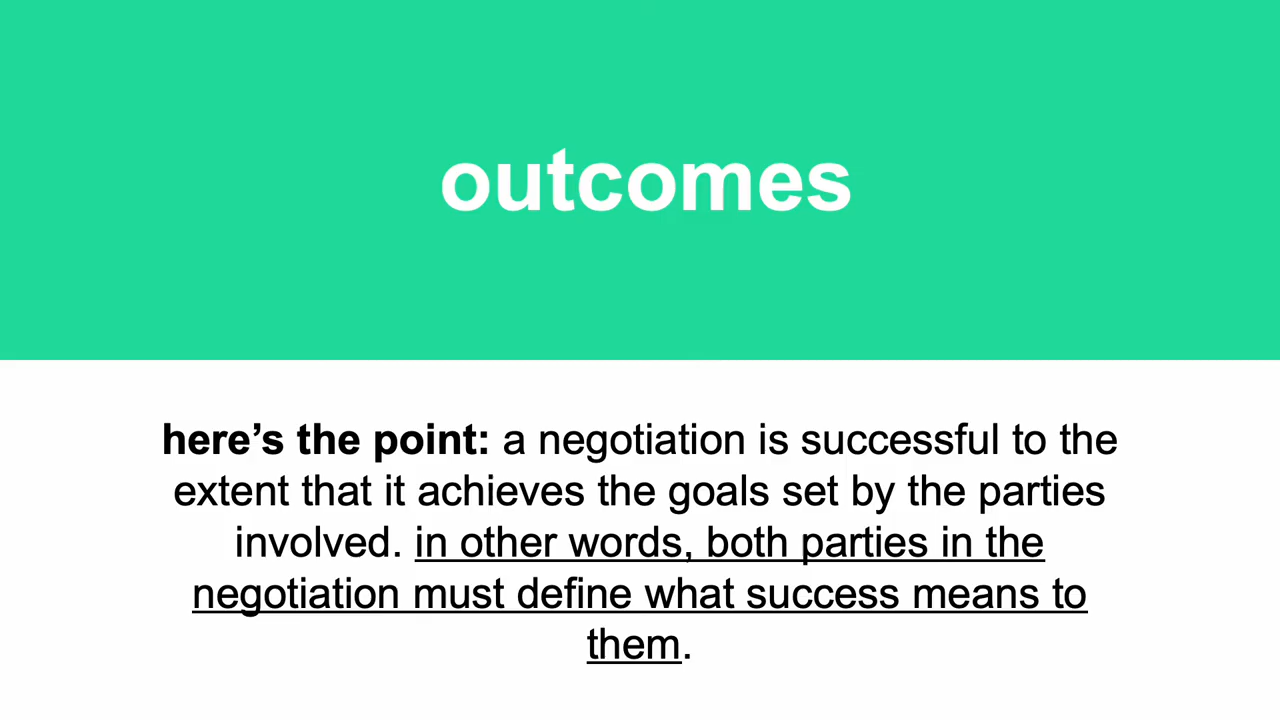 outcomes
here’s the point: a negotiation is successful to the
extent that it achieves the goals set by the parties
involved. in other words, both parties in the
negotiation must define what success means to
them.